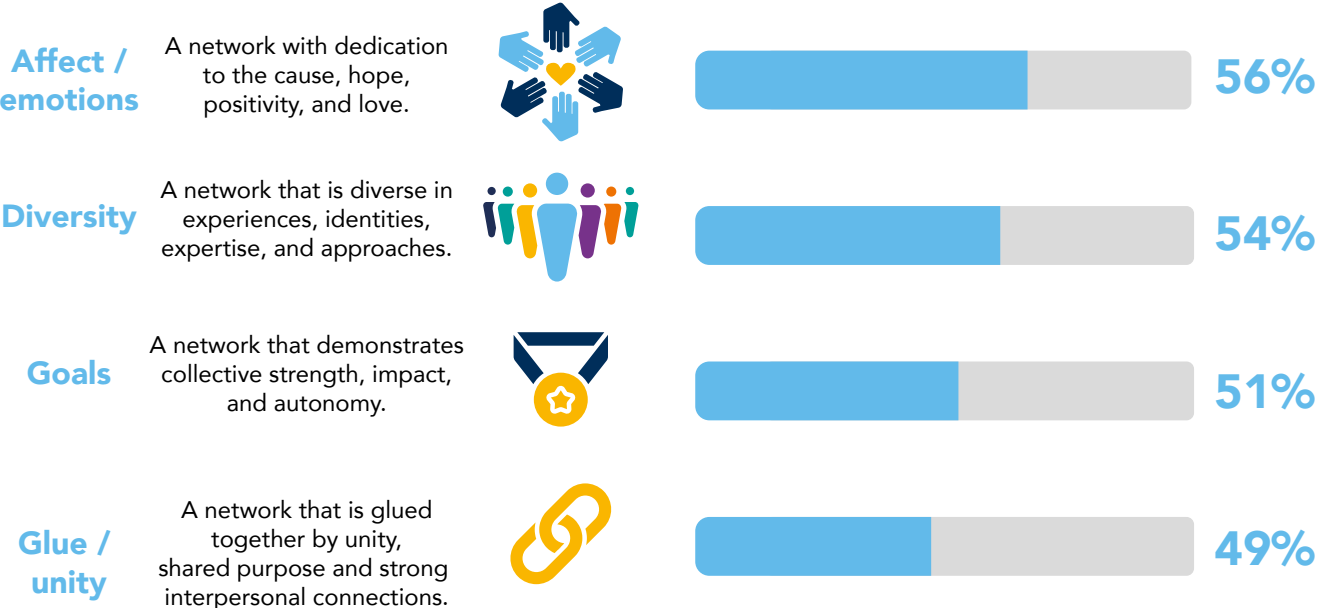 Affect /
emotions
A network with dedication
to the cause, hope,
positivity, and love.
56%
Diversity
A network that is diverse in
experiences, identities,
expertise, and approaches.
54%
Goals
A network that demonstrates
collective strength, impact,
and autonomy.
51%
Glue /
unity
A network that is glued
together by unity,
shared purpose and strong
interpersonal connections.
49%